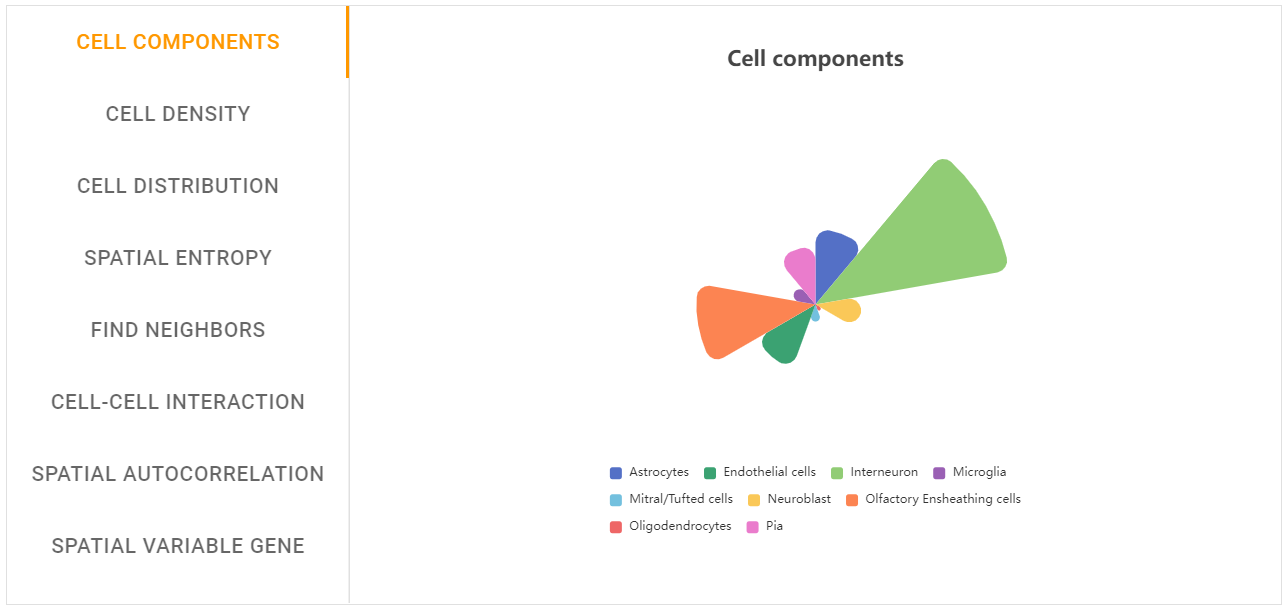 CELL COMPONENTS
CELL DENSITY
CELL DISTRIBUTION
SPATIAL ENTROPY
FIND NEIGHBORS
CELL-CELL INTERACTION
SPATIAL AUTOCORRELATION
SPATIAL VARIABLE GENE
Cell components
Astrocytes Endothelial cells Interneuron Microglia
Mitral/Tufted cells Neuroblast Olfactory Ensheathing cells
Oligodendrocytes Pia